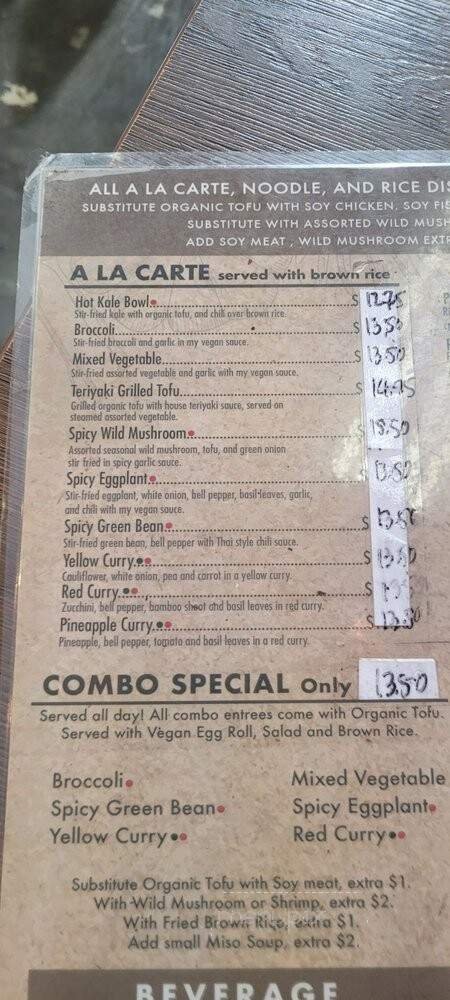 ALL A LA CARTE, NOODLE, AND RICE
SUBSTITUTE ORGANIC TOFU WITH SOY CHICKEN, SOY
SUBSTITUTE WITH ASSORTED WILD
ADD SOY MEAT, WILD MUSHROOM
A LA CARTE served with brown rice
Hot Kale Bowl $ 12.75
Stir-fried kale with organic tofu, and chili over brown rice.
Broccoli $ 13.50
Stir-fried broccoli and garlic in my vegan sauce.
Mixed Vegetable $ 13.50
Stir-fried assorted vegetable and garlic with my vegan sauce.
Teriyaki Grilled Tofu $ 14.75
Grilled organic tofu with house teriyaki sauce, served on
steamed assorted vegetable.
Spicy Wild Mushroom $
Assorted seasonal wild mushroom, tofu, and green onion
stir fried in spicy garlic sauce.
Spicy Eggplant $ 13.50
Stir-fried eggplant, white onion, bell pepper, basil leaves, garlic,
and chili with my vegan sauce.
Spicy Green Bean $ 13.50
Stir-fried green bean, bell pepper with Thai style chili sauce.
Yellow Curry $ 13.50
Cauliflower, white onion, pea and carrot in a yellow curry.
Red Curry $
Zucchini, bell pepper, bamboo shoot and basil leaves in red curry.
Pineapple Curry $ 13.50
Pineapple, bell pepper, tomato and basil leaves in a red curry.
COMBO SPECIAL Only 13.50
Served all day! All combo entrees come with Organic Tofu.
Served with Vegan Egg Roll, Salad and Brown Rice.
Broccoli Mixed Vegetable
Spicy Green Bean Spicy Eggplant
Yellow Curry Red Curry
Substitute Organic Tofu with Soy meat, extra $1.
With Wild Mushroom or Shrimp, extra $2.
With Fried Brown Rice, extra $1.
Add small Miso Soup, extra $2.
BEVERAGE